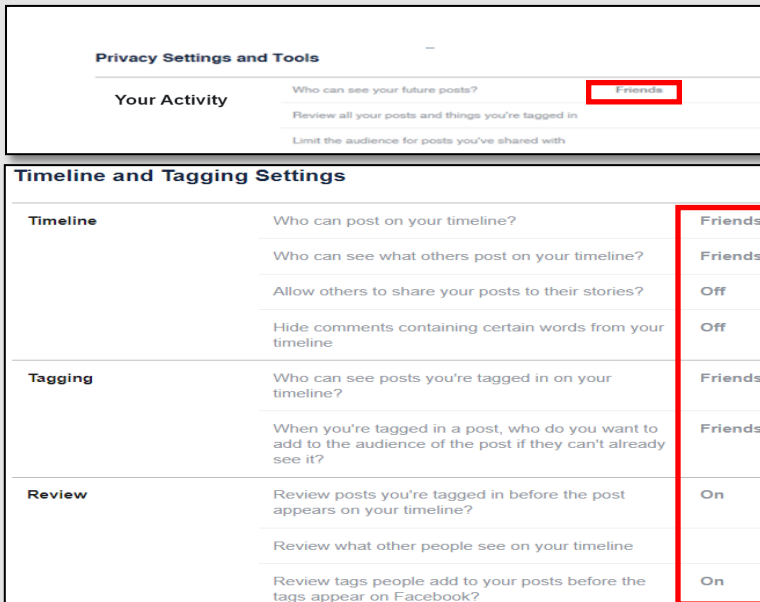 Privacy Settings and Tools
Your Activity
Who can see your future posts?
Friends
Review all your posts and things you're tagged in
Limit the audience for posts you've shared with
Timeline and Tagging Settings
Timeline
Who can post on your timeline?
Friends
Who can see what others post on your timeline?
Friends
Allow others to share your posts to their stories?
Off
Hide comments containing certain words from your
timeline
Off
Tagging
Who can see posts you're tagged in on your
timeline?
Friends
When you're tagged in a post, who do you want to
add to the audience of the post if they can't already
see it?
Friends
Review
Review posts you're tagged in before the post
appears on your timeline?
On
Review what other people see on your timeline
Review tags people add to your posts before the
tags appear on Facebook?
On